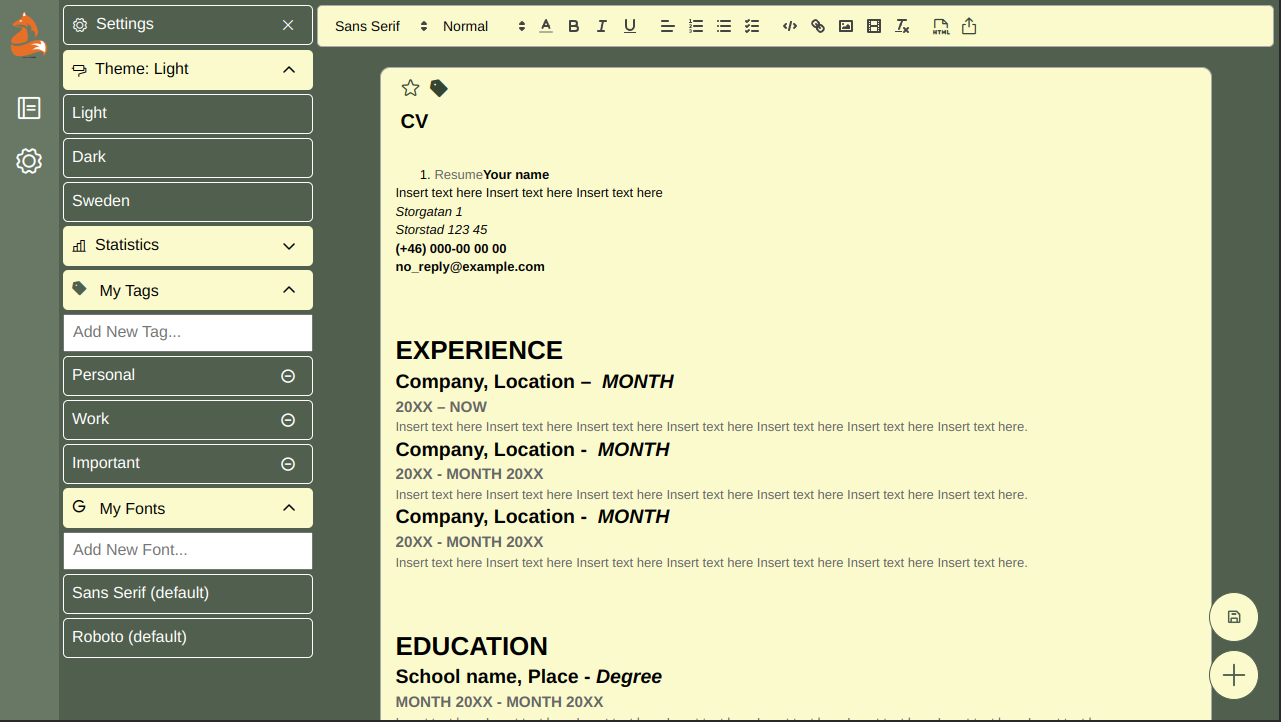 Settings
Theme: Light
Light
Dark
Sweden
Statistics
My Tags
Add New Tag...
Personal
Work
Important
My Fonts
Add New Font...
Sans Serif (default)
Roboto (default)
Sans Serif Normal
HTML
CV
1. ResumeYour name
Insert text here Insert text here Insert text here
Storgatan 1
Storstad 123 45
(+46) 000-00 00 00
no_reply@example.com
EXPERIENCE
Company, Location – MONTH
20XX – NOW
Insert text here Insert text here Insert text here Insert text here Insert text here Insert text here Insert text here.
Company, Location - MONTH
20XX - MONTH 20XX
Insert text here Insert text here Insert text here Insert text here Insert text here Insert text here Insert text here.
Company, Location - MONTH
20XX - MONTH 20XX
Insert text here Insert text here Insert text here Insert text here Insert text here Insert text here Insert text here.
EDUCATION
School name, Place - Degree
MONTH 20XX - MONTH 20XX